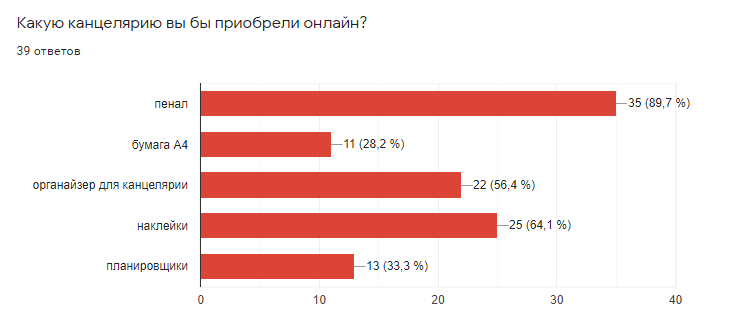 Какую канцелярию вы бы приобрели онлайн?
39 ответов
пенал
35 (89,7 %)
бумага А4
11 (28,2 %)
органайзер для канцелярии
22 (56,4 %)
наклейки
25 (64,1 %)
планировщики
13 (33,3 %)
0 10 20 30 40